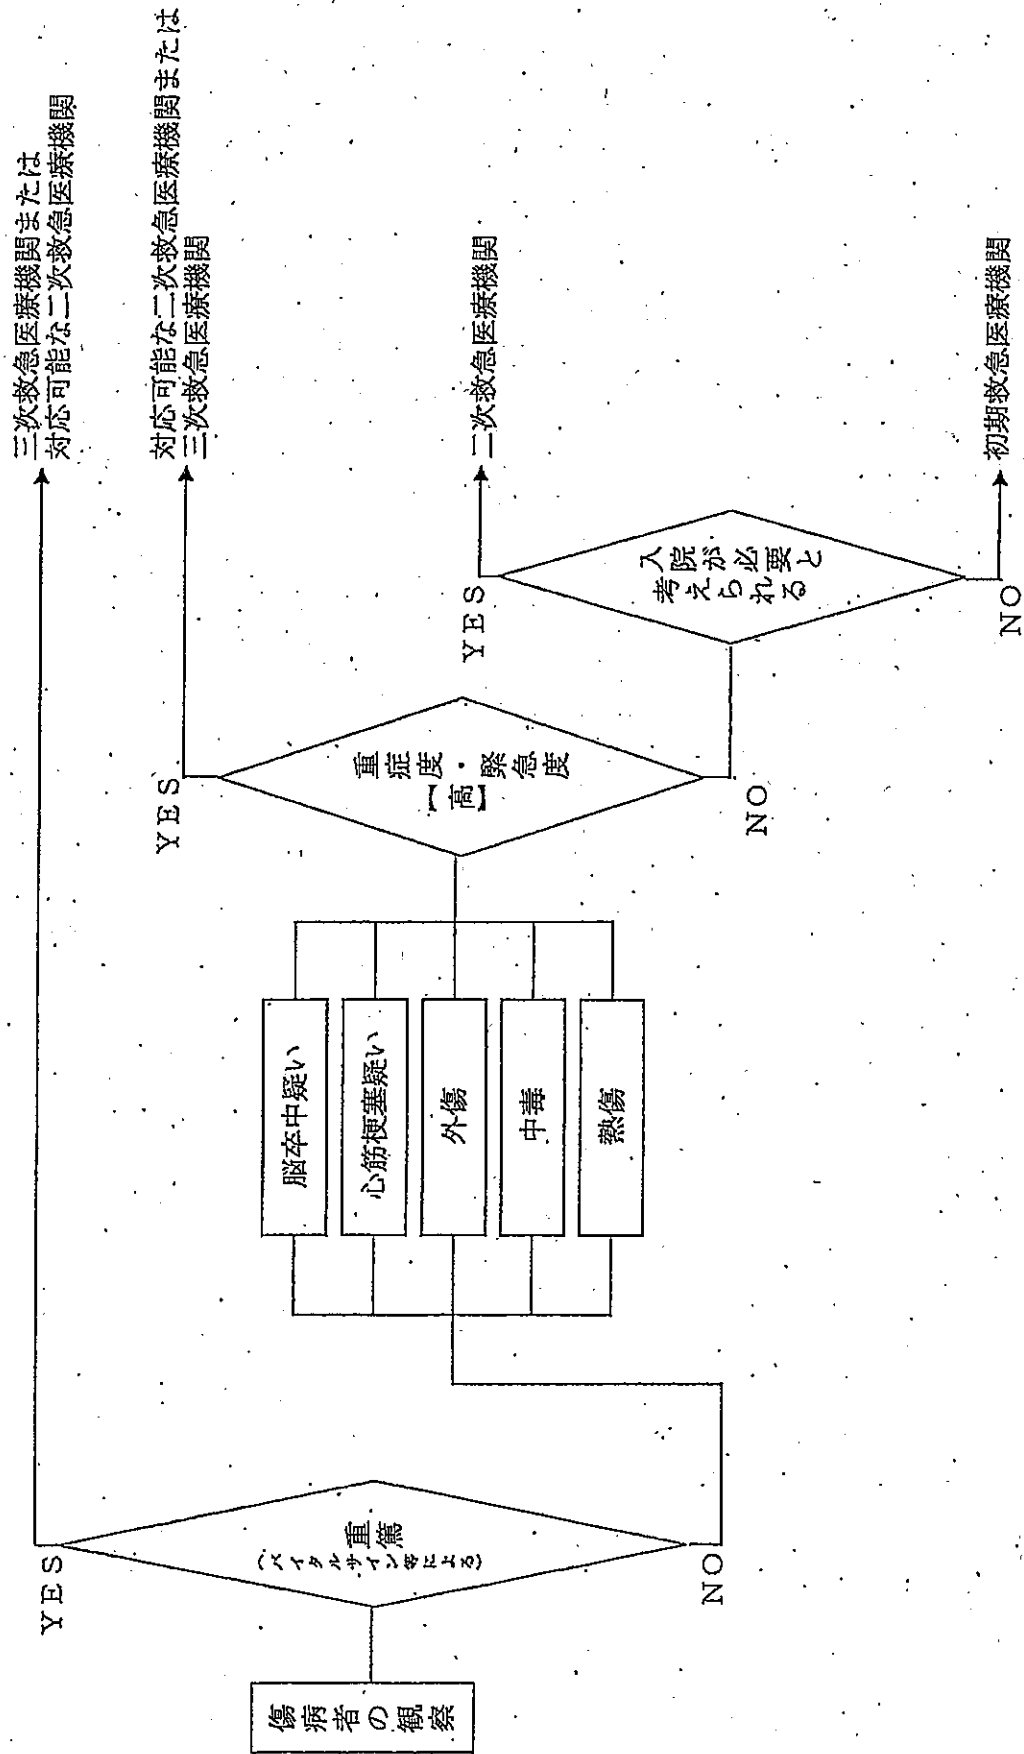 傷病者の観察
重篤
(バイタルサイン等による)
YES
NO
三次救急医療機関または
対応可能な二次救急医療機関
脳卒中疑い
心筋梗塞疑い
外傷
中毒
熱傷
重症度・緊急度
【高】
YES
NO
対応可能な二次救急医療機関または
三次救急医療機関
入院が必要と
考えられる
YES
NO
二次救急医療機関
初期救急医療機関